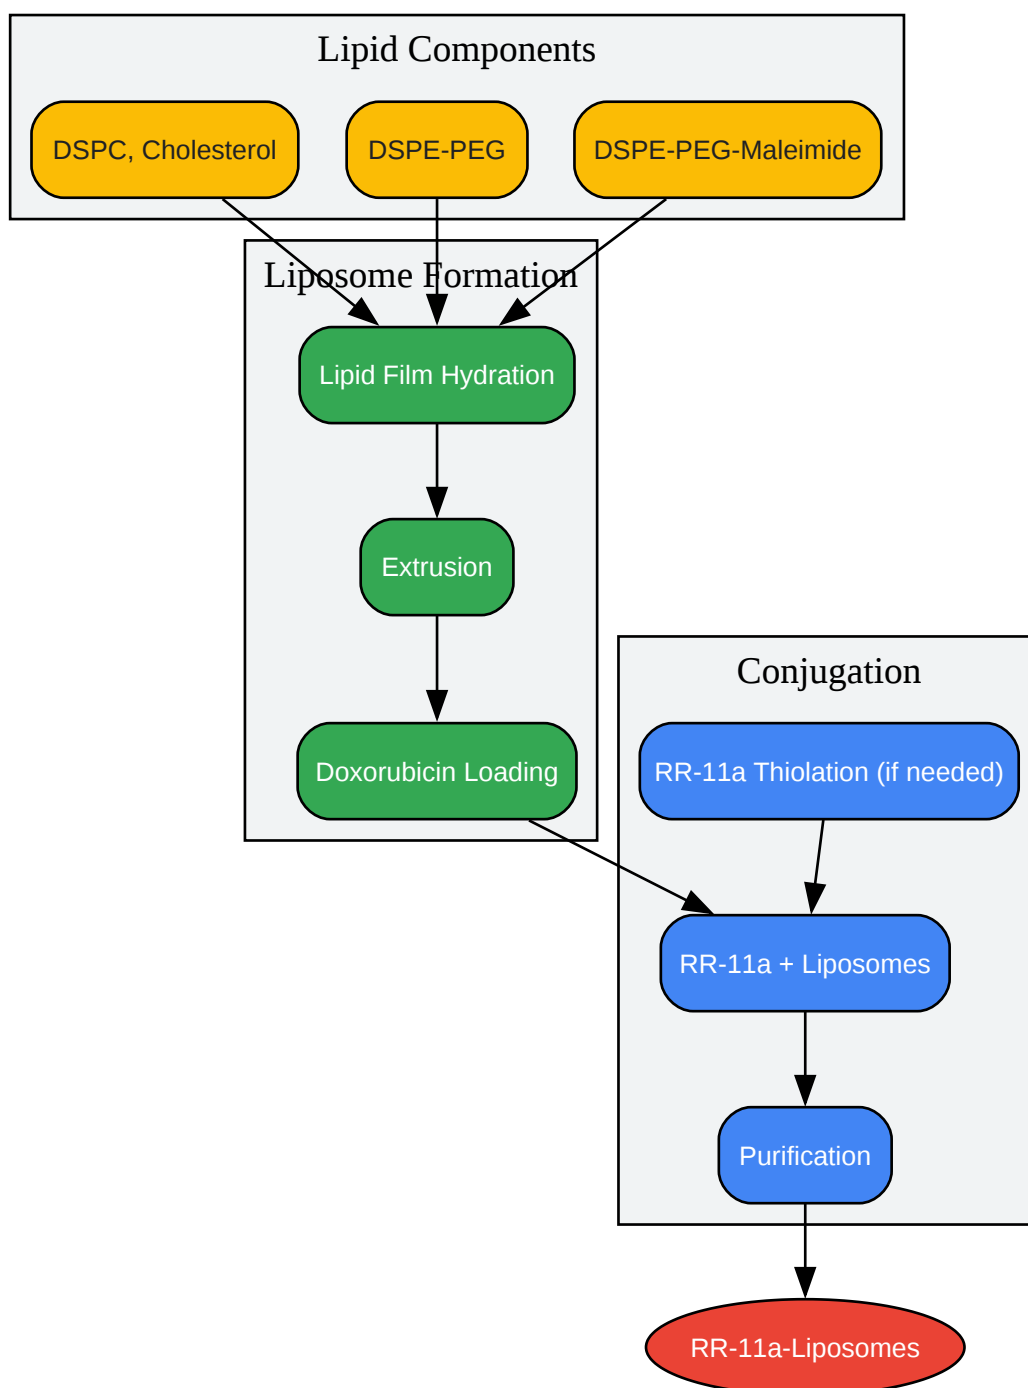 Lipid Components
DSPC, Cholesterol
DSPE-PEG
DSPE-PEG-Maleimide
Liposome Formation
Lipid Film Hydration
Extrusion
Doxorubicin Loading
Conjugation
RR-11a Thiolation (if needed)
RR-11a + Liposomes
Purification
RR-11a-Liposomes